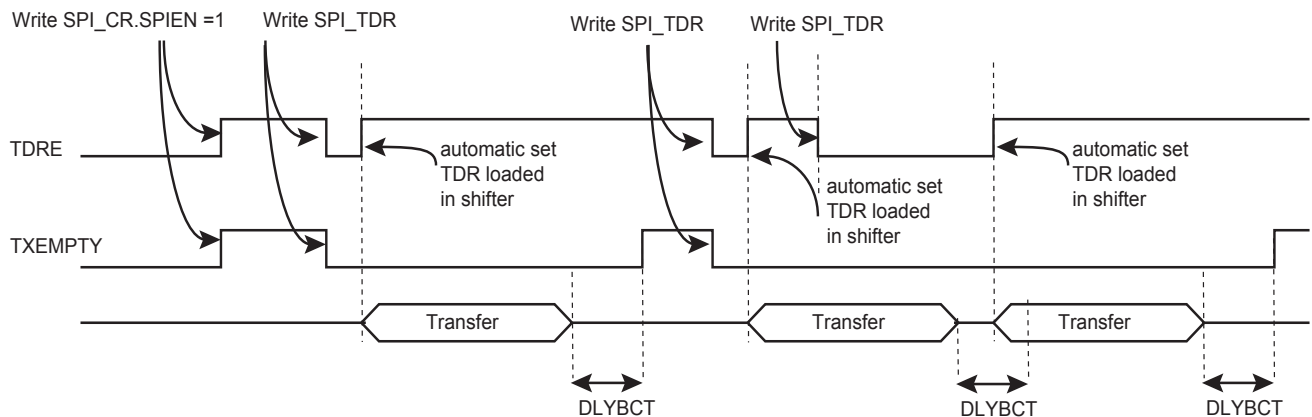 Write SPI_CR.SPIEN =1
Write SPI_TDR
Write SPI_TDR
Write SPI_TDR
TDRE
automatic set
TDR loaded
in shifter
automatic set
TDR loaded
in shifter
automatic set
TDR loaded
in shifter
TXEMPTY
Transfer
Transfer
Transfer
DLYBCT
DLYBCT
DLYBCT